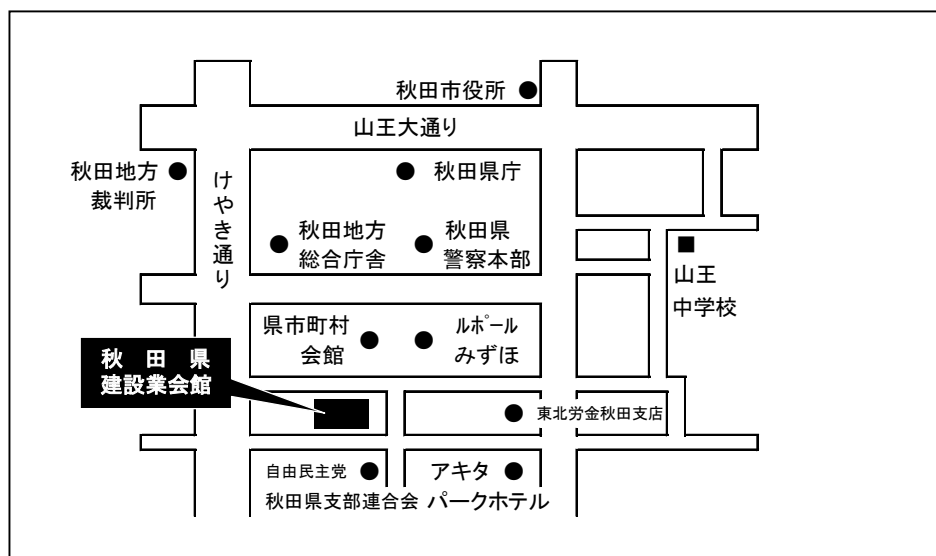 秋田市役所
山王大通り
秋田地方
裁判所
けやき通り
秋田県庁
秋田地方
総合庁舎
秋田県
警察本部
山王
中学校
県市町村
会館
ﾙﾎﾟｰﾙ
みずほ
秋田県
建設業会館
東北労金秋田支店
自由民主党
秋田県支部連合会
アキタ
パークホテル